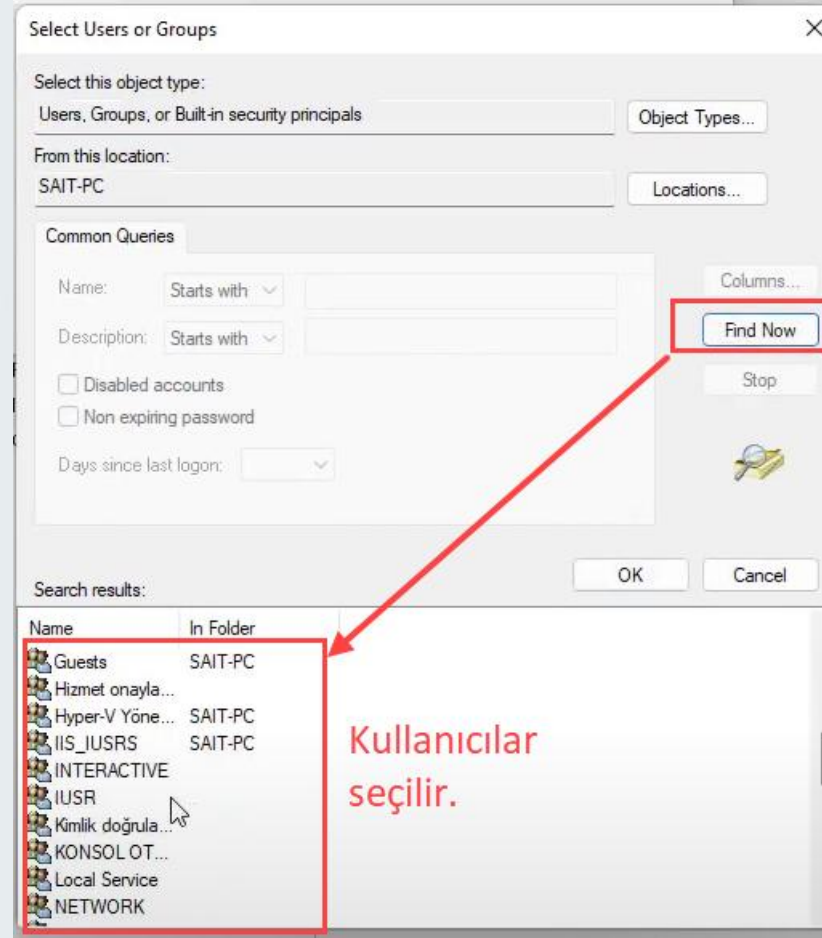 Select Users or Groups
Select this object type:
Users, Groups, or Built-in security principals
Object Types...
From this location:
SAIT-PC
Locations...
Common Queries
Name: Starts with
Columns...
Description: Starts with
Find Now
Disabled accounts
Stop
Non expiring password
Days since last logon:
OK Cancel
Search results:
Name In Folder
Guests SAIT-PC
Hizmet onayla...
Hyper-V Yöne... SAIT-PC
IIS_IUSRS SAIT-PC
INTERACTIVE
IUSR
Kimlik doğrula...
KONSOL OT...
Local Service
NETWORK
Kullanıcılar
seçilir.